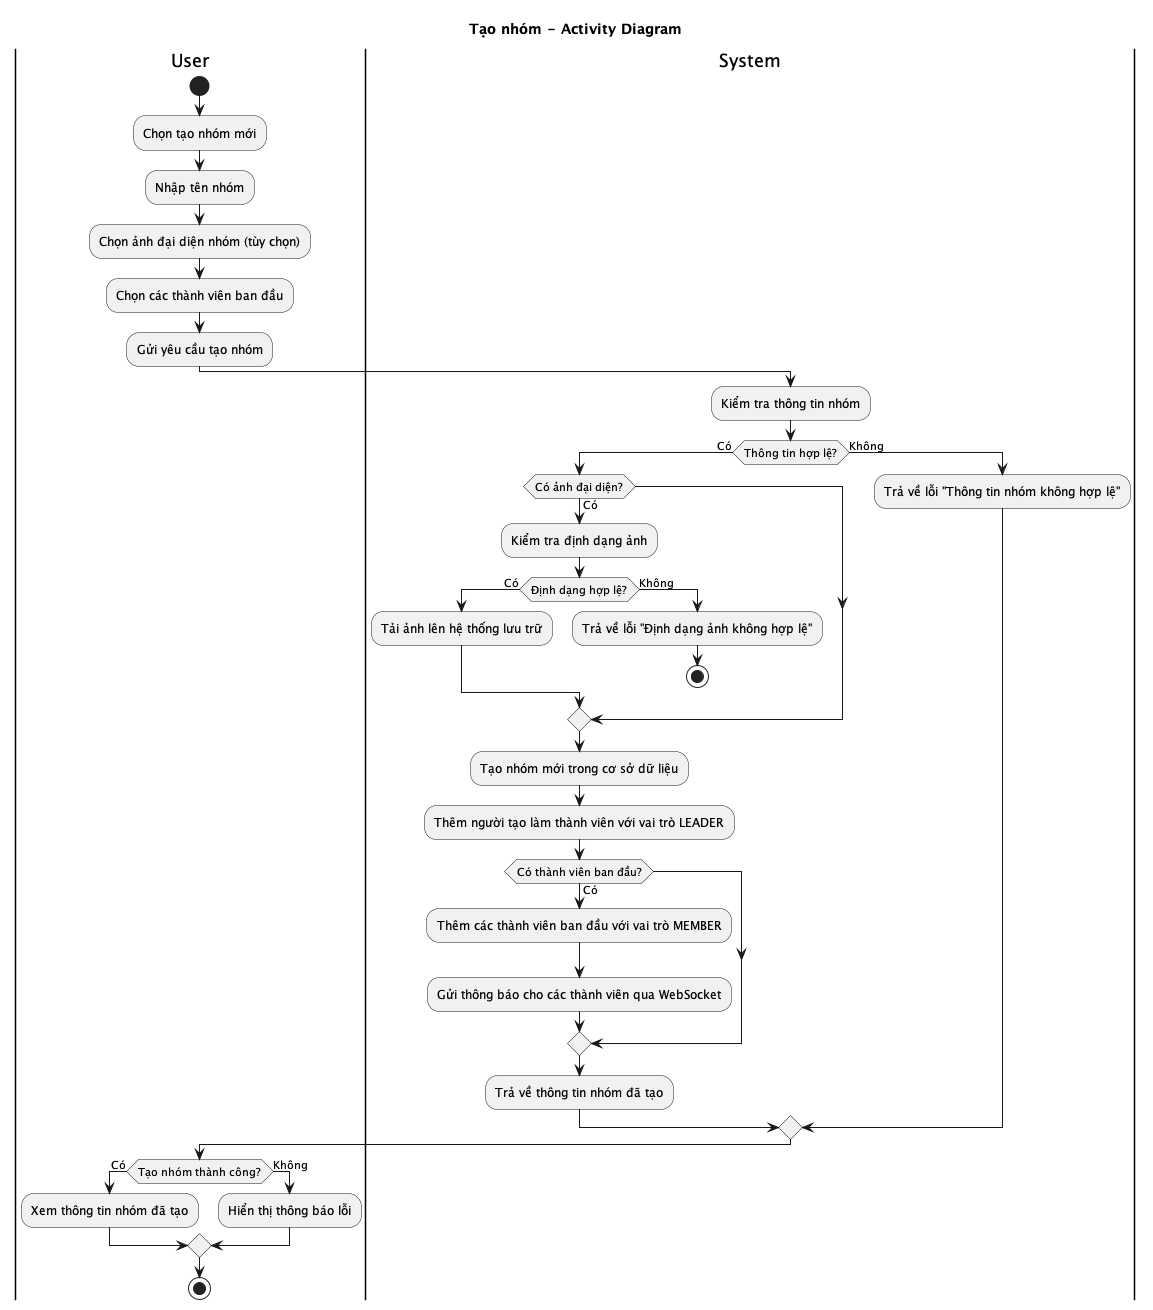 Tạo nhóm - Activity Diagram
User
System
Chọn tạo nhóm mới
Nhập tên nhóm
Chọn ảnh đại diện nhóm (tùy chọn)
Chọn các thành viên ban đầu
Gửi yêu cầu tạo nhóm
Kiểm tra thông tin nhóm
Có
Thông tin hợp lệ?
Không
Có ảnh đại diện?
Trả về lỗi "Thông tin nhóm không hợp lệ"
Có
Kiểm tra định dạng ảnh
Có
Định dạng hợp lệ?
Không
Tải ảnh lên hệ thống lưu trữ
Trả về lỗi "Định dạng ảnh không hợp lệ"
Tạo nhóm mới trong cơ sở dữ liệu
Thêm người tạo làm thành viên với vai trò LEADER
Có thành viên ban đầu?
Có
Thêm các thành viên ban đầu với vai trò MEMBER
Gửi thông báo cho các thành viên qua WebSocket
Trả về thông tin nhóm đã tạo
Có
Tạo nhóm thành công?
Không
Xem thông tin nhóm đã tạo
Hiển thị thông báo lỗi